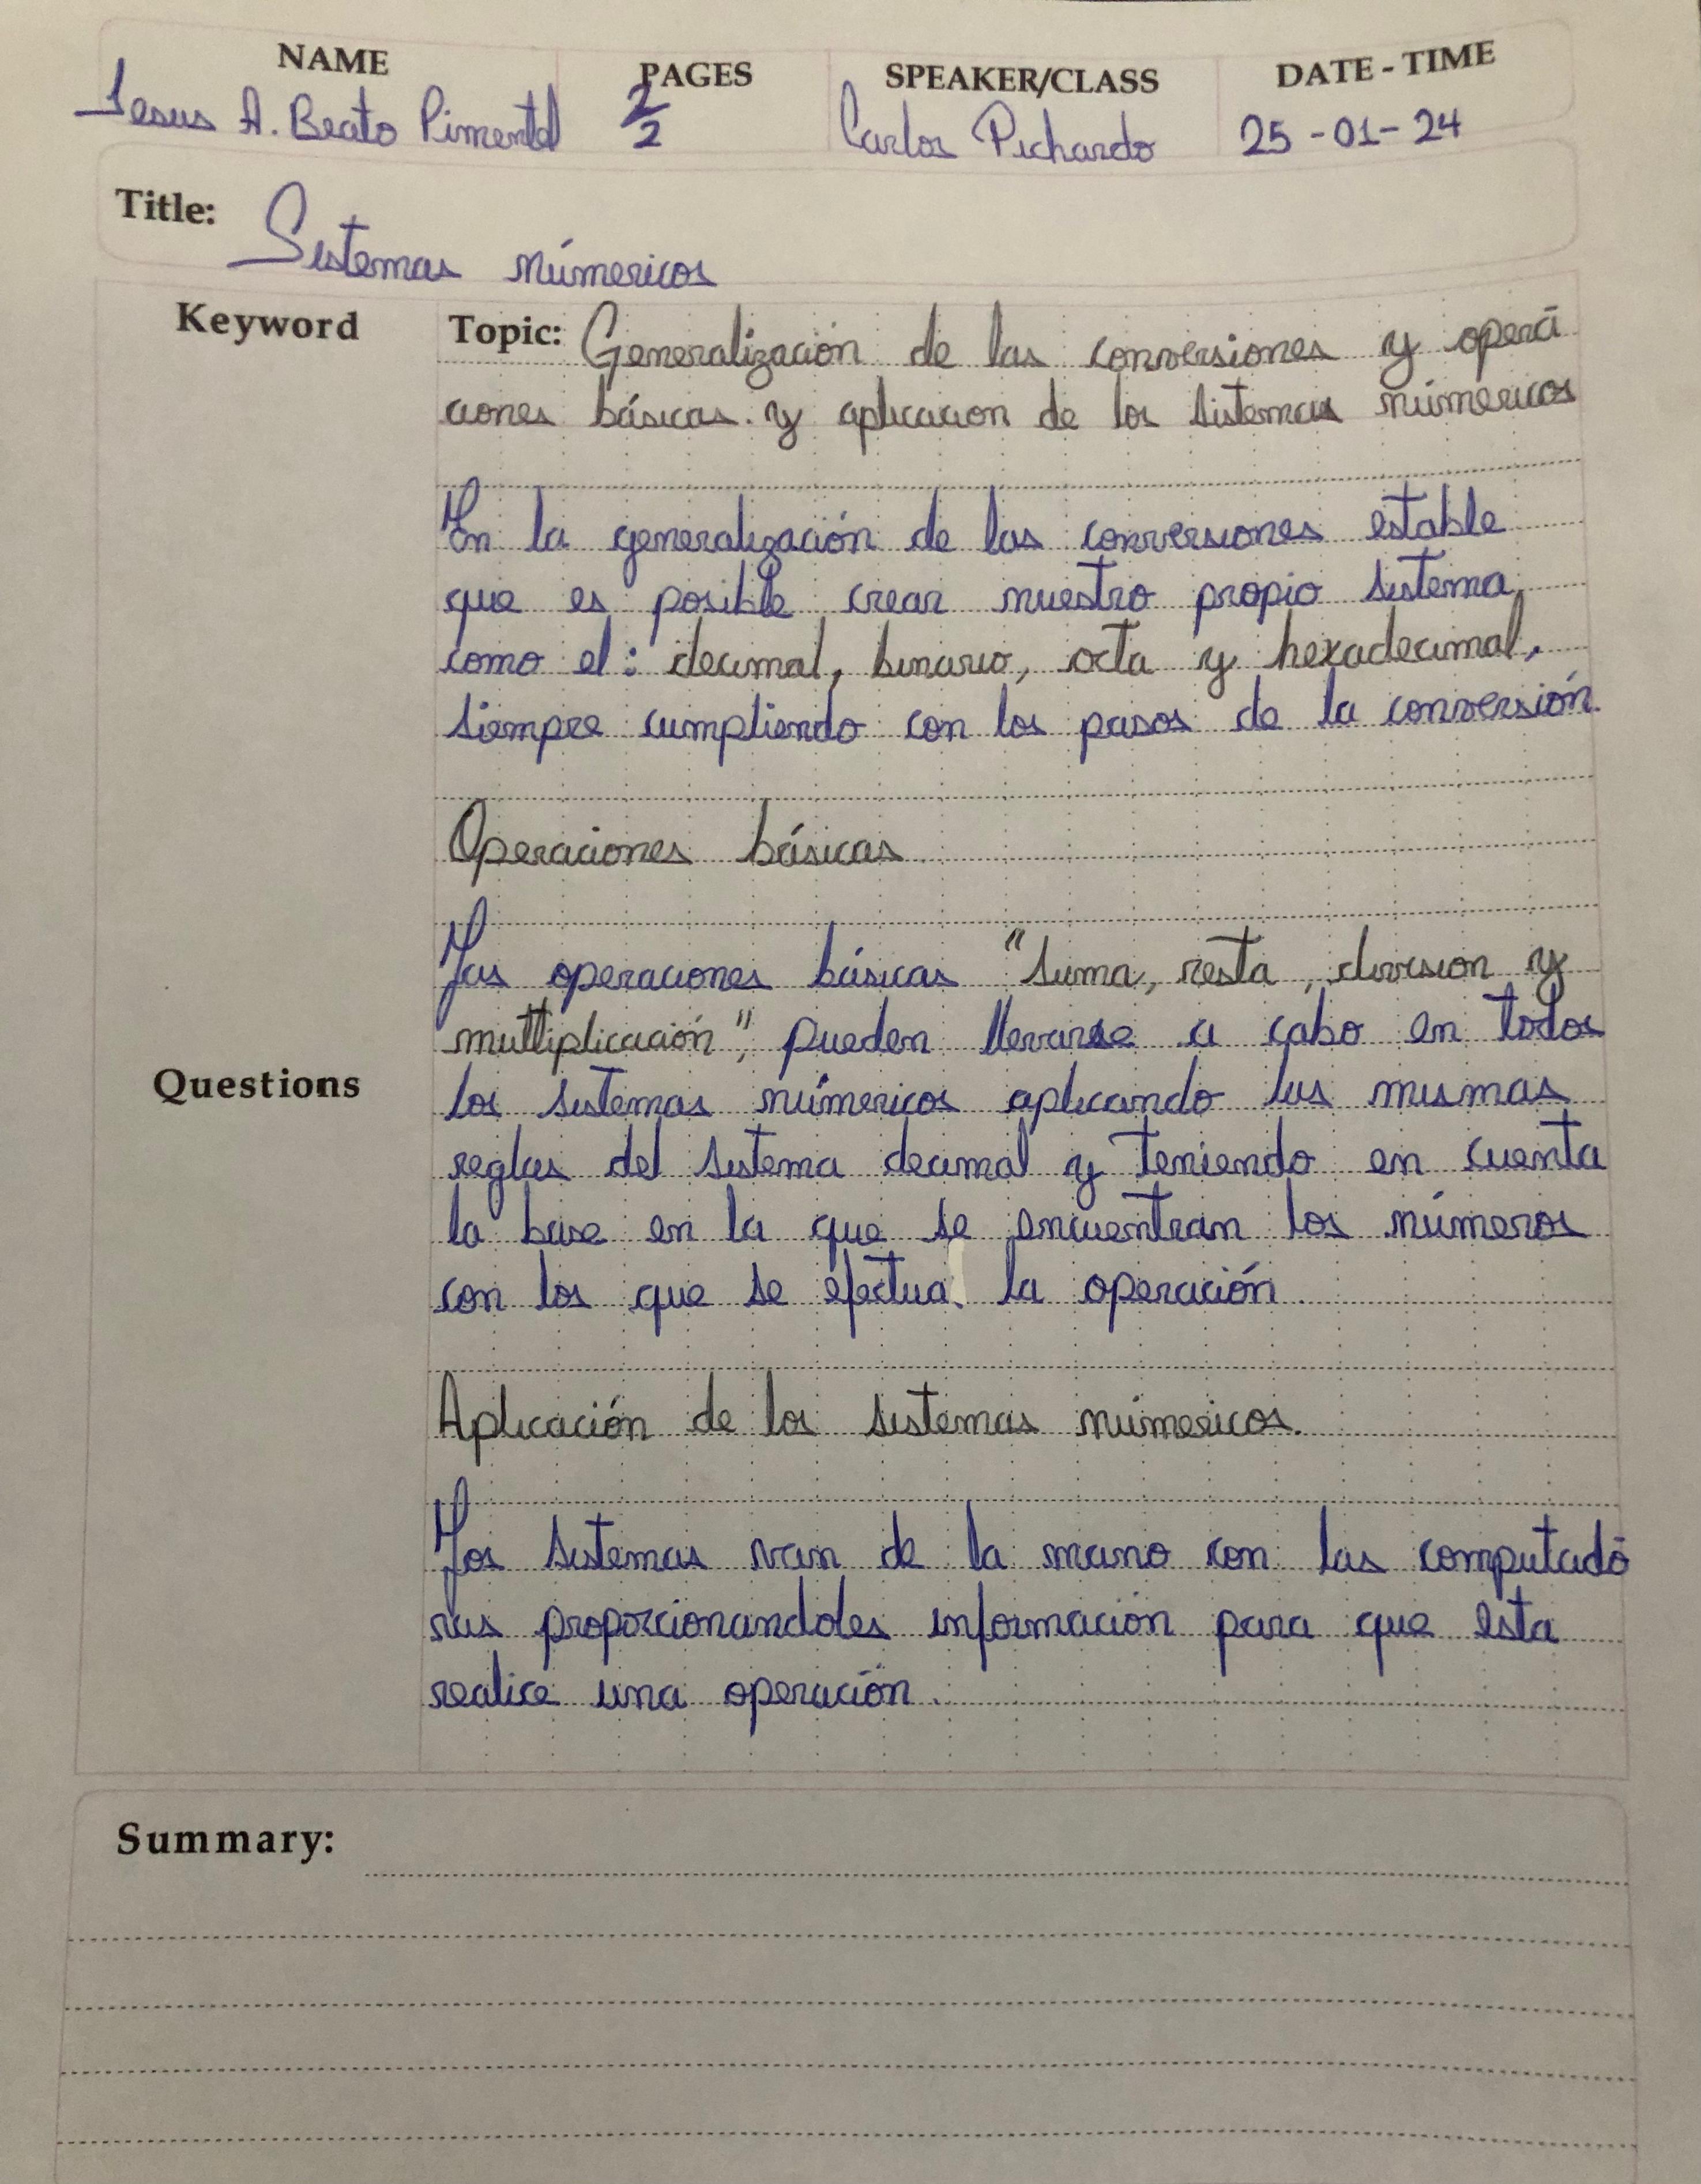 NAME PAGES SPEAKER/CLASS DATE - TIME
Jesus A. Beato Pimentel 2/2 Carlos Pichardo 25-01-24
Title: Sistemas númericos
Keyword
Topic: Generalización de las conversiones y opera
ciones básicas. y aplicacion de los sistemas númericos
En la generalización de las conversiones estable
que es posible crear nuestro propio sistema
como el: decimal, binario, octa y hexadecimal,
siempre cumpliendo con los pasos de la conversión.
Operaciones básicas
Las operaciones básicas "suma, resta, division y
multiplicación", pueden llevarse a cabo en todos
Questions
los sistemas númericos aplicando las mismas
reglas del sistema decimal y teniendo en cuenta
la base en la que se encuentran los números
con los que se efectua la operación
Aplicación de los sistemas númericos.
Los sistemas van de la mano con las computado
ras proporcionandoles información para que esta
realice una operación.
Summary: